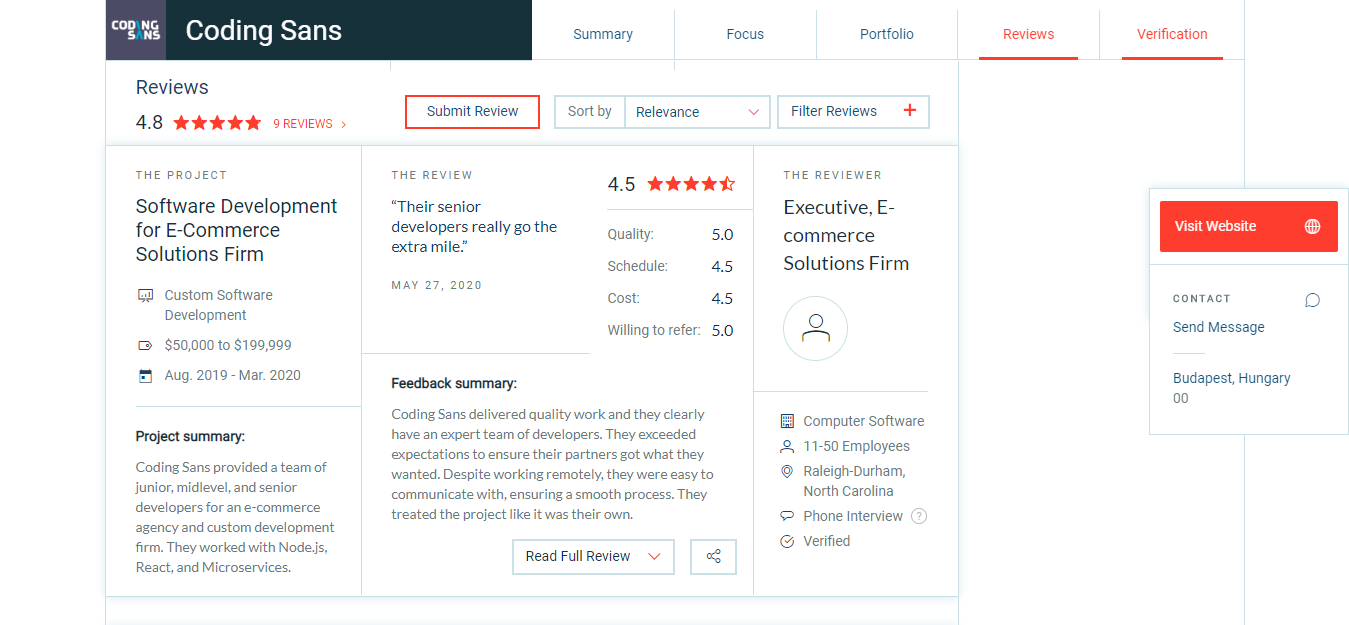 CODING
SANS
Coding Sans
Summary
Focus
Portfolio
Reviews
Verification
Reviews
4.8
9 REVIEWS
Submit Review
Sort by
Relevance
Filter Reviews
THE PROJECT
Software Development
for E-Commerce
Solutions Firm
Custom Software
Development
$50,000 to $199,999
Aug. 2019 - Mar. 2020
Project summary:
Coding Sans provided a team of
junior, midlevel, and senior
developers for an e-commerce
agency and custom development
firm. They worked with Node.js,
React, and Microservices.
THE REVIEW
“Their senior
developers really go the
extra mile.”
MAY 27, 2020
4.5
Quality: 5.0
Schedule: 4.5
Cost: 4.5
Willing to refer: 5.0
Feedback summary:
Coding Sans delivered quality work and they clearly
have an expert team of developers. They exceeded
expectations to ensure their partners got what they
wanted. Despite working remotely, they were easy to
communicate with, ensuring a smooth process. They
treated the project like it was their own.
Read Full Review
THE REVIEWER
Executive, E-
commerce
Solutions Firm
Computer Software
11-50 Employees
Raleigh-Durham,
North Carolina
Phone Interview ?
Verified
Visit Website
CONTACT
Send Message
Budapest, Hungary
00